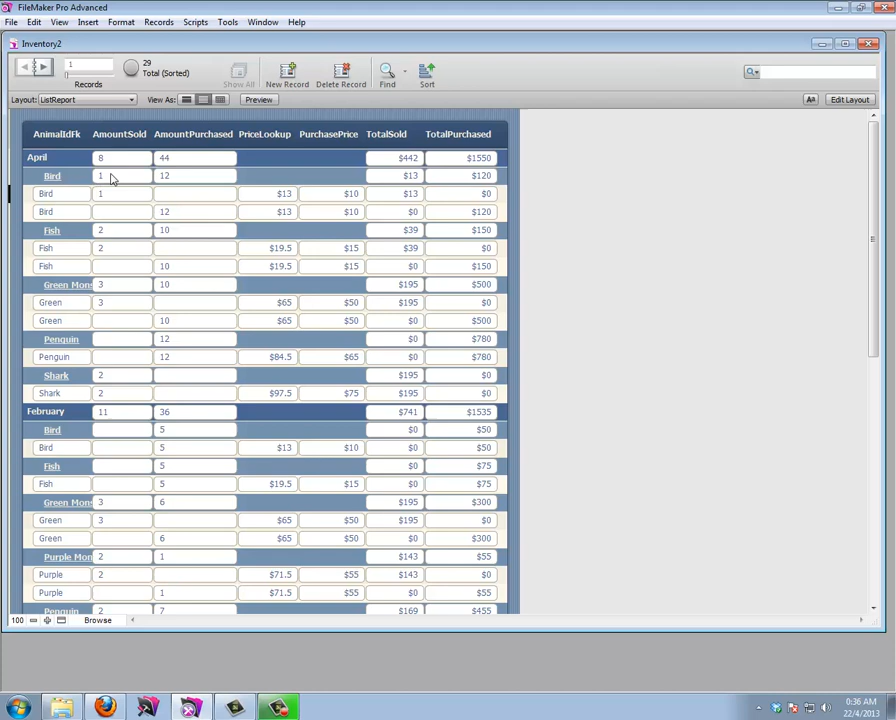 FileMaker Pro Advanced
File Edit View Insert Format Records Scripts Tools Window Help
Inventory2
1
29
Total (Sorted)
Records Show All New Record Delete Record Find Sort
Layout: ListReport View As: Preview Aa Edit Layout
AnimalIdFk AmountSold AmountPurchased PriceLookup PurchasePrice TotalSold TotalPurchased
April 8 44 $442 $1550
Bird 1 12 $13 $120
Bird 1 $13 $10 $13 $0
Bird 12 $13 $10 $0 $120
Fish 2 10 $39 $150
Fish 2 $19.5 $15 $39 $0
Fish 10 $19.5 $15 $0 $150
Green Mons 3 10 $195 $500
Green 3 $65 $50 $195 $0
Green 10 $65 $50 $0 $500
Penguin 12 $0 $780
Penguin 12 $84.5 $65 $0 $780
Shark 2 $195 $0
Shark 2 $97.5 $75 $195 $0
February 11 36 $741 $1535
Bird 5 $0 $50
Bird 5 $13 $10 $0 $50
Fish 5 $0 $75
Fish 5 $19.5 $15 $0 $75
Green Mons 3 6 $195 $300
Green 3 $65 $50 $195 $0
Green 6 $65 $50 $0 $300
Purple Mon 2 1 $143 $55
Purple 2 $71.5 $55 $143 $0
Purple 1 $71.5 $55 $0 $55
Penguin 2 7 $169 $455
100 Browse
0:36 AM
22/4/2013